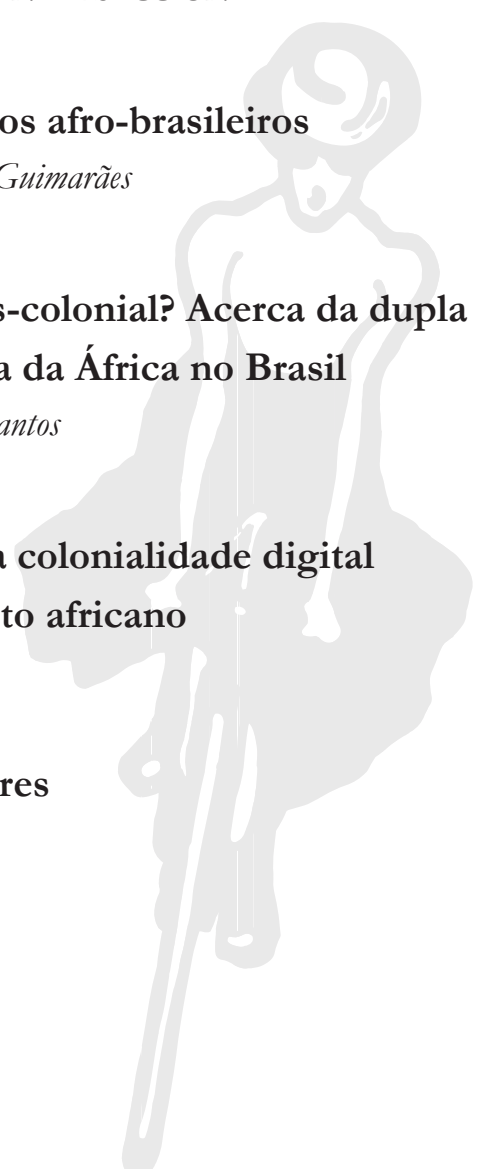 os afro-brasileiros
Guimarães
s-colonial? Acerca da dupla
a da África no Brasil
antos
a colonialidade digital
to africano
res